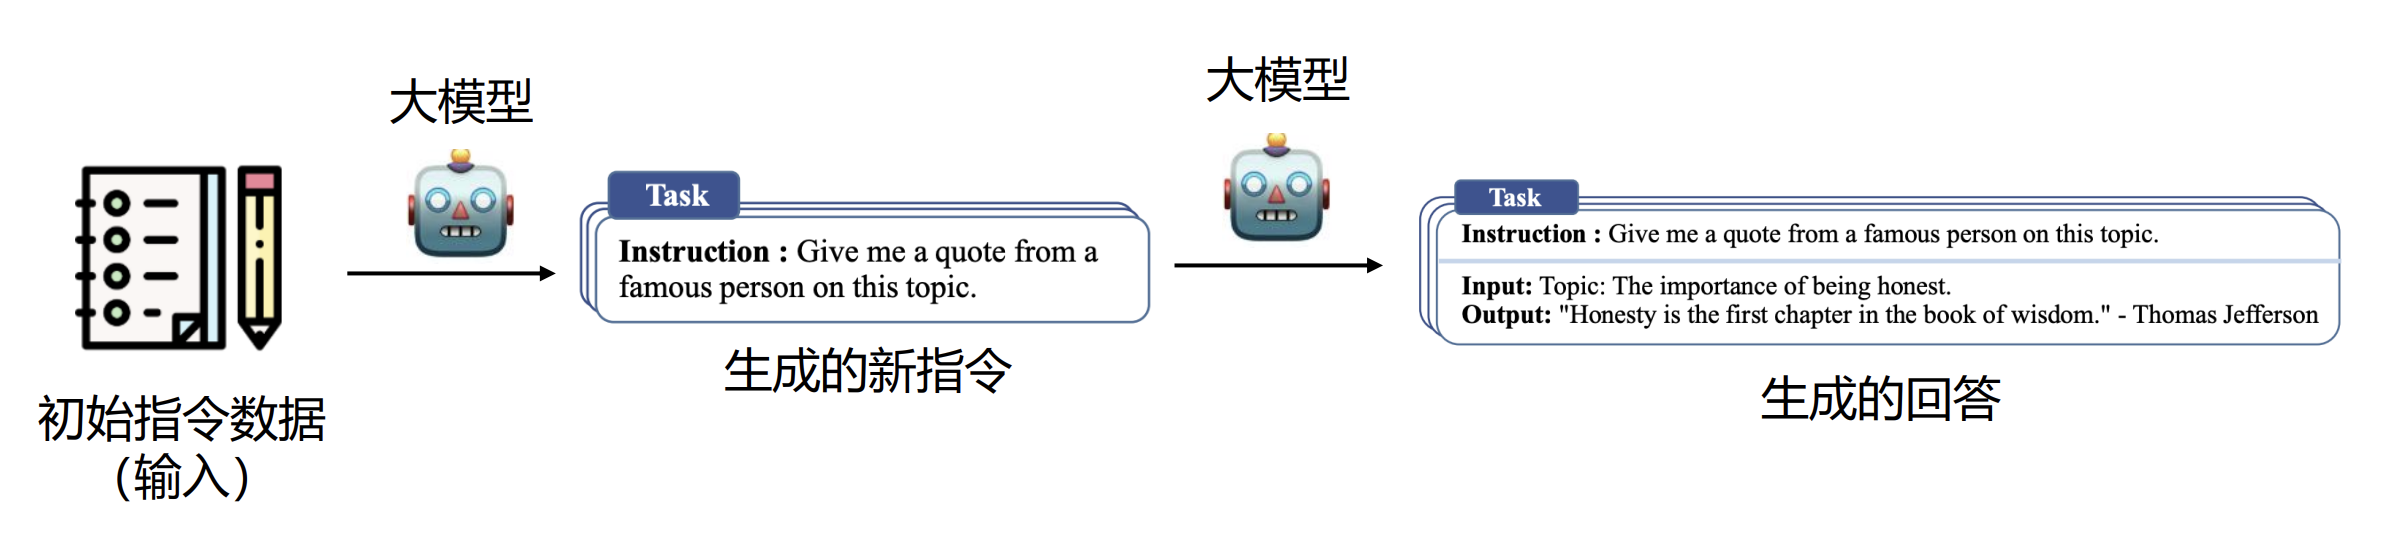 大模型
大模型
Task
Instruction : Give me a quote from a
famous person on this topic.
Task
Instruction : Give me a quote from a famous person on this topic.
Input: Topic: The importance of being honest.
Output: "Honesty is the first chapter in the book of wisdom." - Thomas Jefferson
初始指令数据
（输入）
生成的新指令
生成的回答